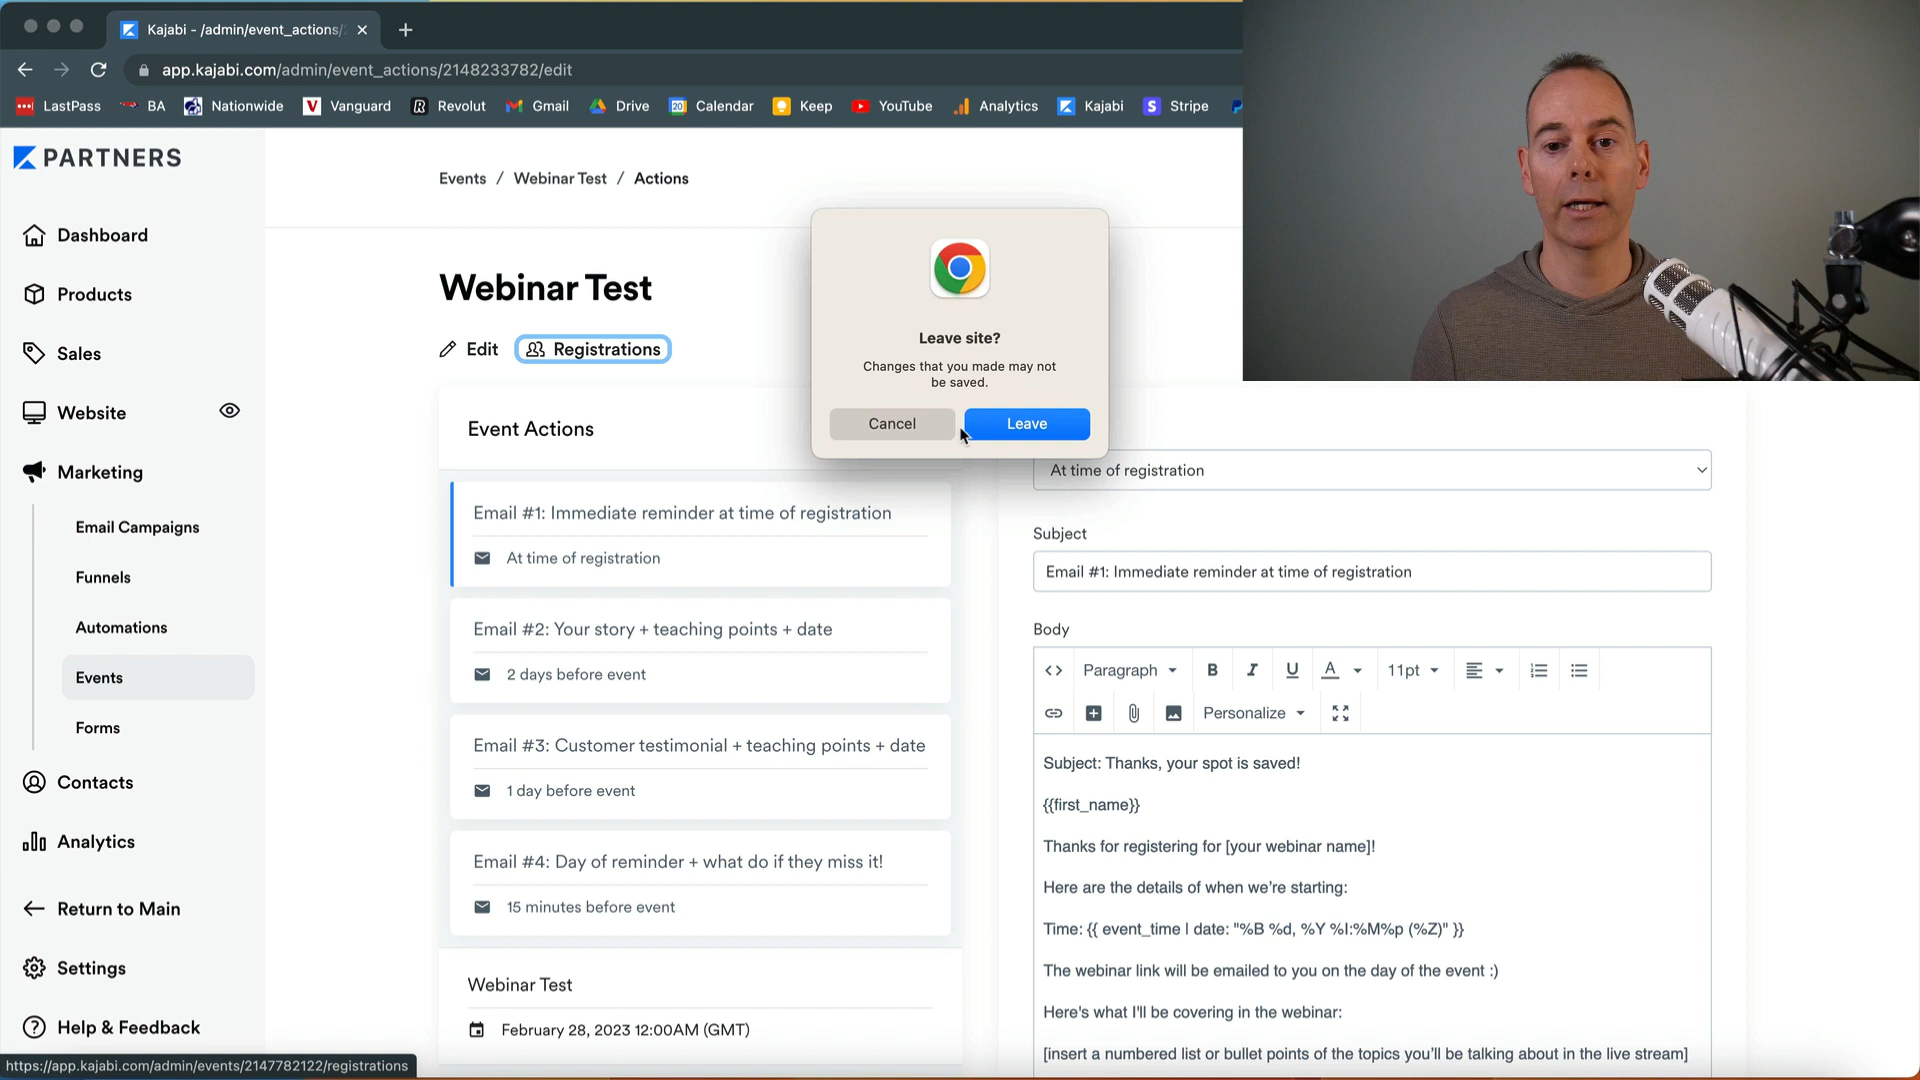 Kajabi - /admin/event_actions/
app.kajabi.com/admin/event_actions/2148233782/edit
LastPass
BA
Nationwide
Vanguard
Revolut
Gmail
Drive
Calendar
Keep
YouTube
Analytics
Kajabi
Stripe
PARTNERS
Dashboard
Products
Sales
Website
Marketing
Email Campaigns
Funnels
Automations
Events
Forms
Contacts
Analytics
Return to Main
Settings
Help & Feedback
https://app.kajabi.com/admin/events/2147782122/registrations
Events / Webinar Test / Actions
Webinar Test
Edit
Registrations
Event Actions
Email #1: Immediate reminder at time of registration
At time of registration
Email #2: Your story + teaching points + date
2 days before event
Email #3: Customer testimonial + teaching points + date
1 day before event
Email #4: Day of reminder + what do if they miss it!
15 minutes before event
Webinar Test
February 28, 2023 12:00AM (GMT)
Leave site?
Changes that you made may not
be saved.
Cancel
Leave
At time of registration
Subject
Email #1: Immediate reminder at time of registration
Body
Paragraph
B
I
U
A
11pt
Personalize
Subject: Thanks, your spot is saved!
{{first_name}}
Thanks for registering for [your webinar name]!
Here are the details of when we're starting:
Time: {{ event_time | date: "%B %d, %Y %I:%M%p (%Z)" }}
The webinar link will be emailed to you on the day of the event :)
Here's what I'll be covering in the webinar:
[insert a numbered list or bullet points of the topics you'll be talking about in the live stream]